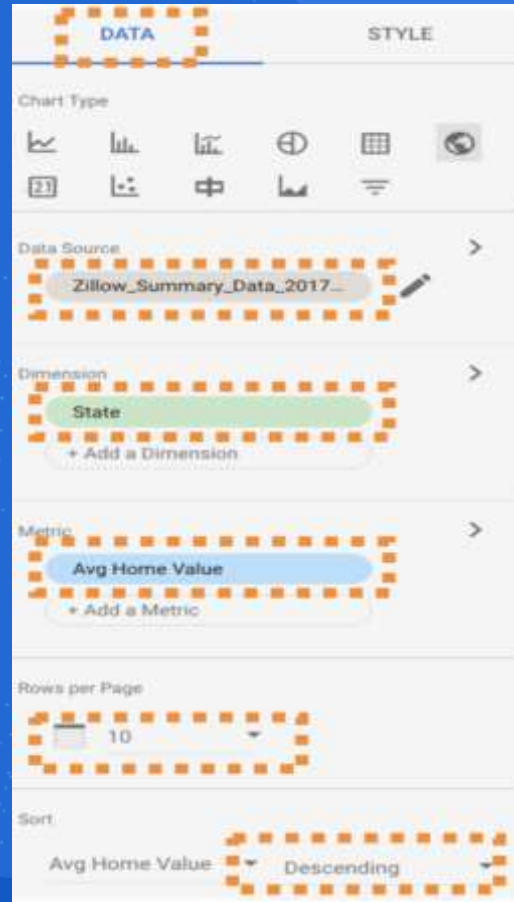 DATA STYLE
Chart Type
21
Data Source
Zillow_Summary_Data_2017...
Dimension
State
+ Add a Dimension
Metric
Avg Home Value
+ Add a Metric
Rows per Page
10
Sort
Avg Home Value Descending